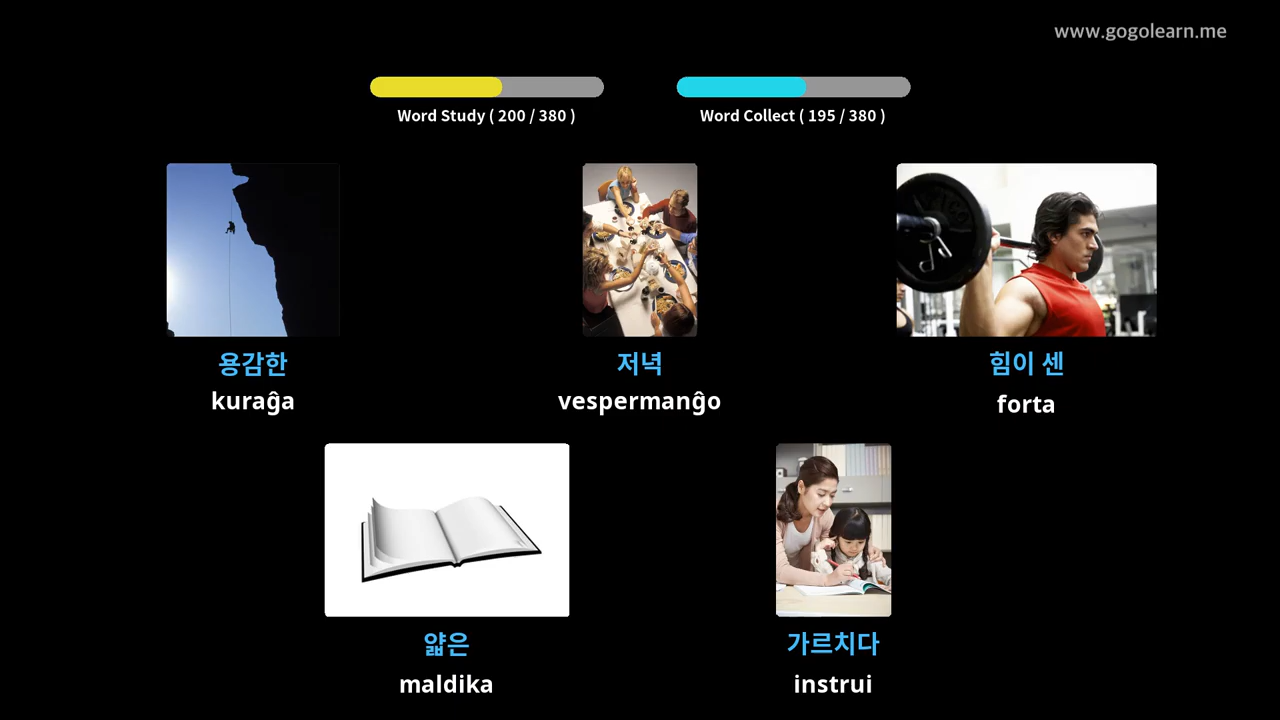 www.gogolearn.me
Word Study ( 200 / 380 )
Word Collect ( 195 / 380 )
용감한
kuraĝa
저녁
vespermanĝo
힘이 센
forta
얇은
maldika
가르치다
instrui